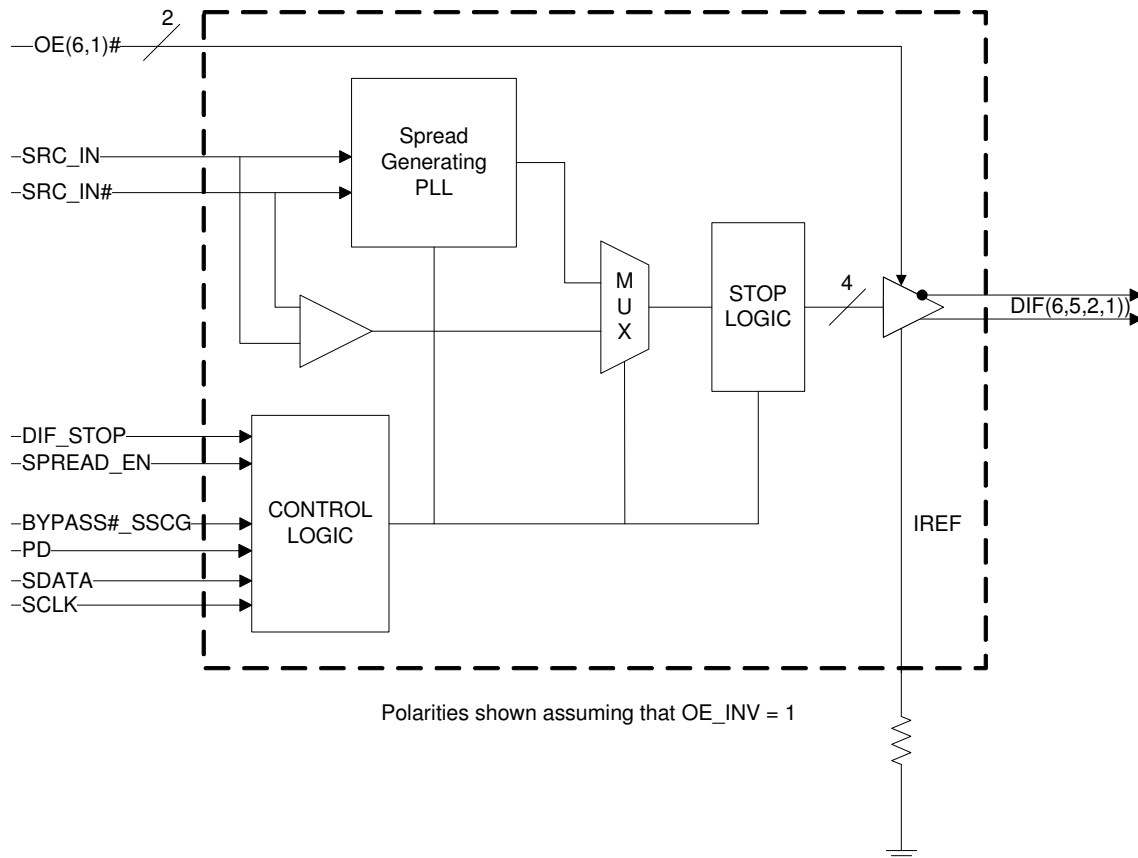 2
OE(6,1)#
SRC_IN
SRC_IN#
Spread
Generating
PLL
M
U
X
STOP
LOGIC
4
DIF(6,5,2,1))
DIF_STOP
SPREAD_EN
BYPASS#_SSCG
PD
SDATA
SCLK
CONTROL
LOGIC
IREF
Polarities shown assuming that OE_INV = 1